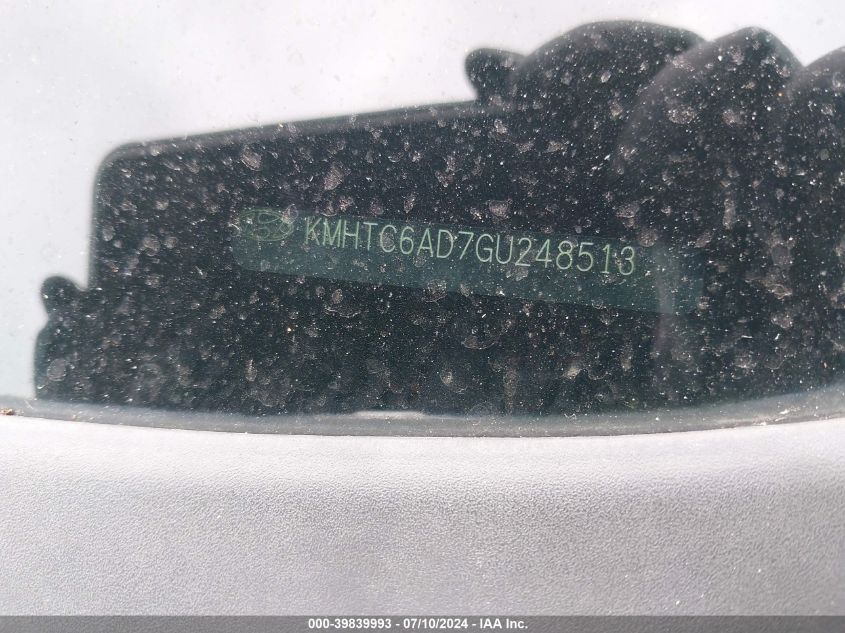 KMHTC6AD7GU248513
000-39839993 - 07/10/2024 - IAA Inc.